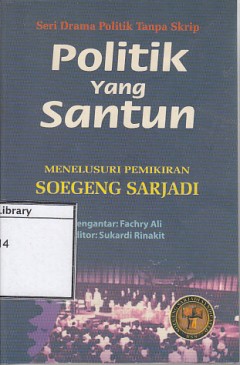 Seri Drama Politik Tanpa Skrip
Politik
Yang
Santun
MENELUSURI PEMIKIRAN
SOEGENG SARJADI
engantar: Fachry Ali
ditor: Sukardi Rinakit
Library
14